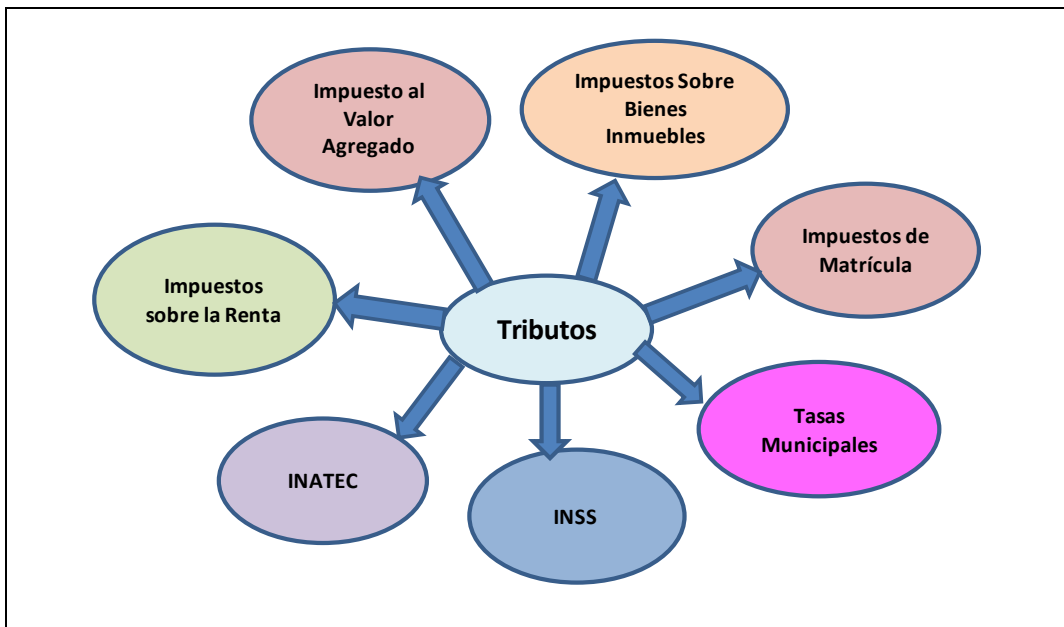 Impuesto al
Valor
Agregado
Impuestos Sobre
Bienes
Inmuebles
Impuestos de
Matrícula
Impuestos
sobre la Renta
Tributos
Tasas
Municipales
INATEC
INSS